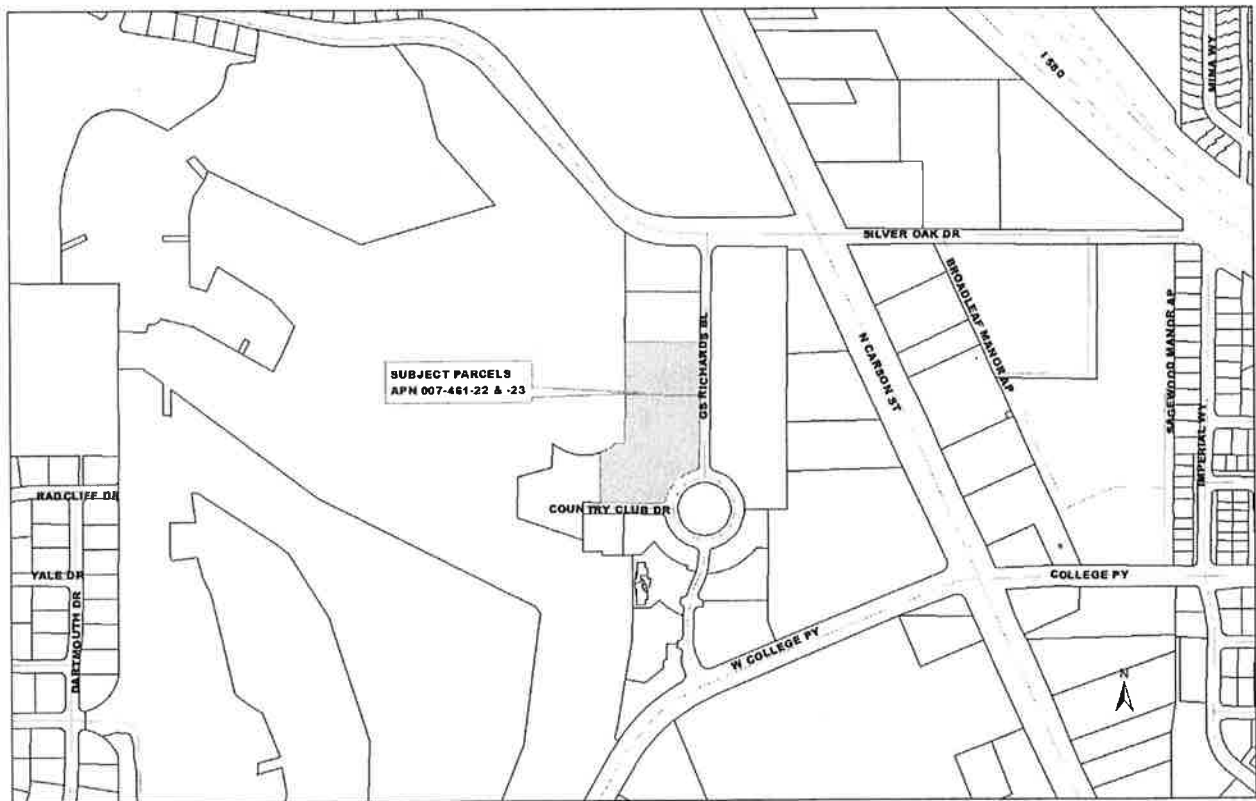 I 580
MINA WY
SILVER OAK DR
BROADLEAF MANOR AP
GS RICHARDS BL
N CARSON ST
SAGEWOOD MANOR AP
SUBJECT PARCELS
APN 007-461-22 & -23
IMPERIAL WY
RADCLIFF DR
COUNTRY CLUB DR
YALE DR
COLLEGE PY
DARTMOUTH DR
W COLLEGE PY
N